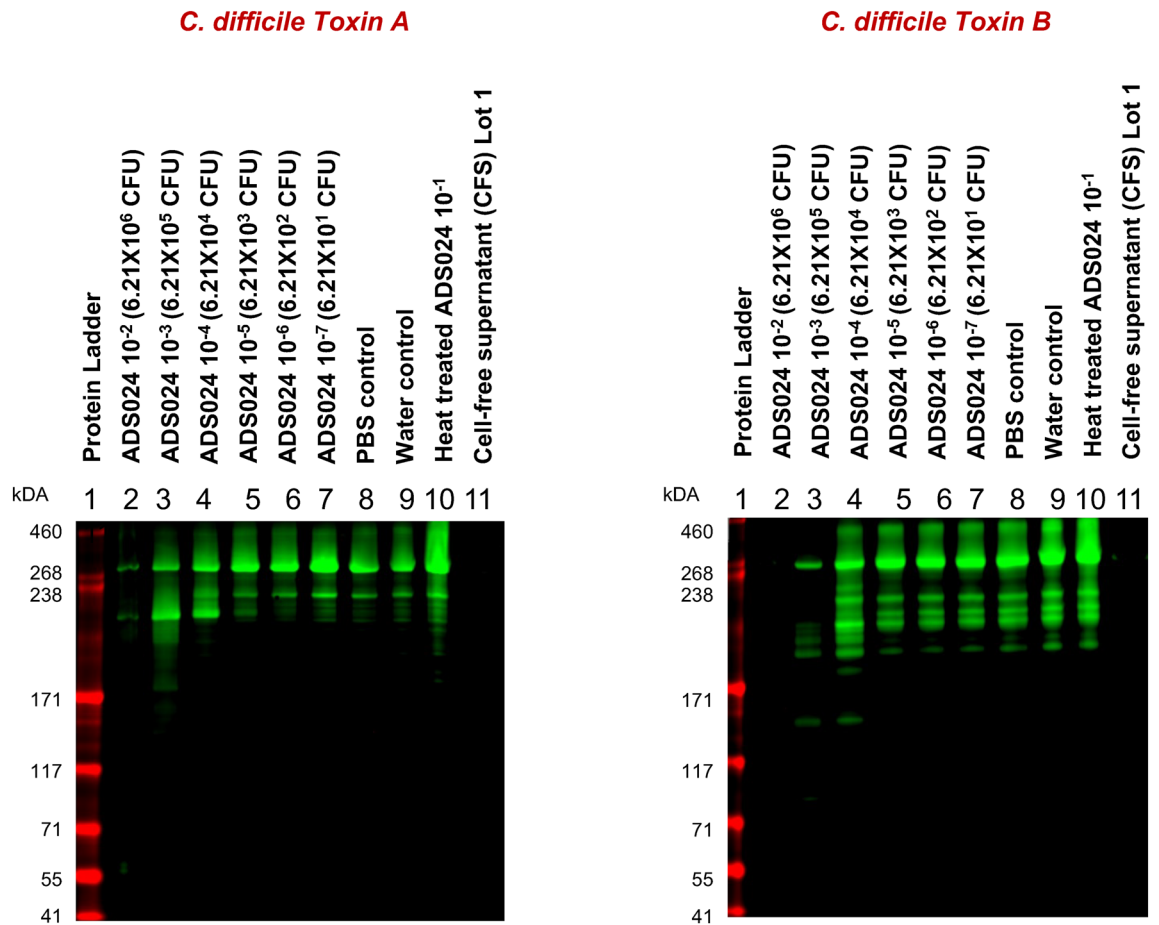 C. difficile Toxin A
Protein Ladder
ADS024 10-2 (6.21X106 CFU)
ADS024 10-3 (6.21X105 CFU)
ADS024 10-4 (6.21X104 CFU)
ADS024 10-5 (6.21X103 CFU)
ADS024 10-6 (6.21X102 CFU)
ADS024 10-7 (6.21X101 CFU)
PBS control
Water control
Heat treated ADS024 10-1
Cell-free supernatant (CFS) Lot 1
kDA
1 2 3 4 5 6 7 8 9 10 11
460
268
238
171
117
71
55
41
C. difficile Toxin B
Protein Ladder
ADS024 10-2 (6.21X106 CFU)
ADS024 10-3 (6.21X105 CFU)
ADS024 10-4 (6.21X104 CFU)
ADS024 10-5 (6.21X103 CFU)
ADS024 10-6 (6.21X102 CFU)
ADS024 10-7 (6.21X101 CFU)
PBS control
Water control
Heat treated ADS024 10-1
Cell-free supernatant (CFS) Lot 1
kDA
1 2 3 4 5 6 7 8 9 10 11
460
268
238
171
117
71
55
41